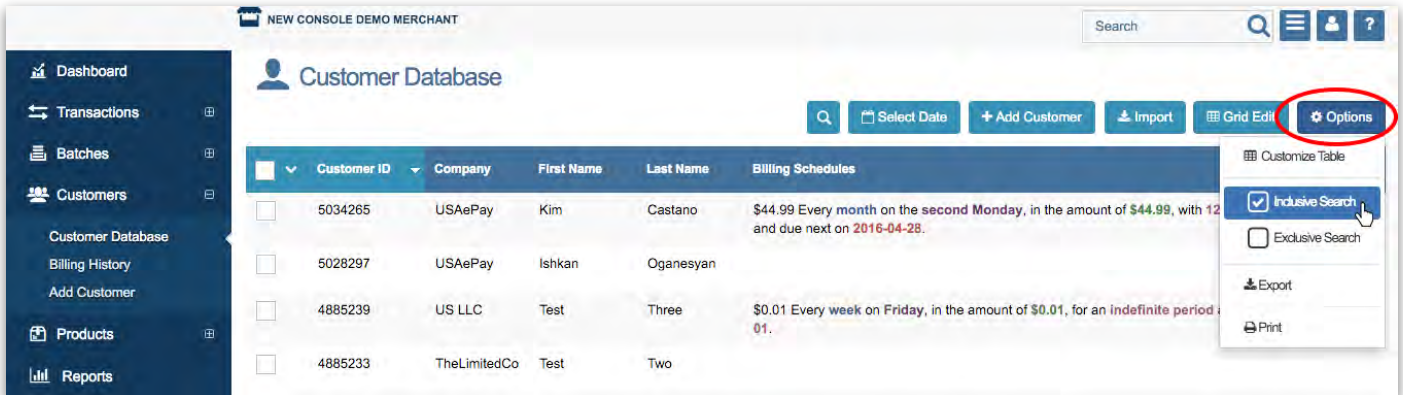 NEW CONSOLE DEMO MERCHANT
Search
?
Dashboard
Customer Database
Transactions
Select Date
+ Add Customer
Import
Grid Edit
Options
Batches
Customize Table
Customer ID
Company
First Name
Last Name
Billing Schedules
Customers
5034265
USAePay
Kim
Castano
$44.99 Every month on the second Monday, in the amount of $44.99, with 12
and due next on 2016-04-28.
Inclusive Search
Customer Database
Exclusive Search
Billing History
5028297
USAePay
Ishkan
Oganesyan
Add Customer
Export
4885239
US LLC
Test
Three
$0.01 Every week on Friday, in the amount of $0.01, for an indefinite period
01.
Products
Print
4885233
TheLimitedCo
Test
Two
Reports